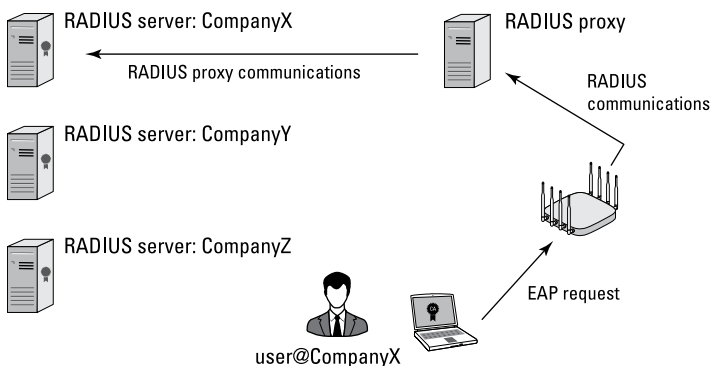 RADIUS server: CompanyX
RADIUS proxy
RADIUS proxy communications
RADIUS
communications
RADIUS server: CompanyY
RADIUS server: CompanyZ
EAP request
CA
user@CompanyX